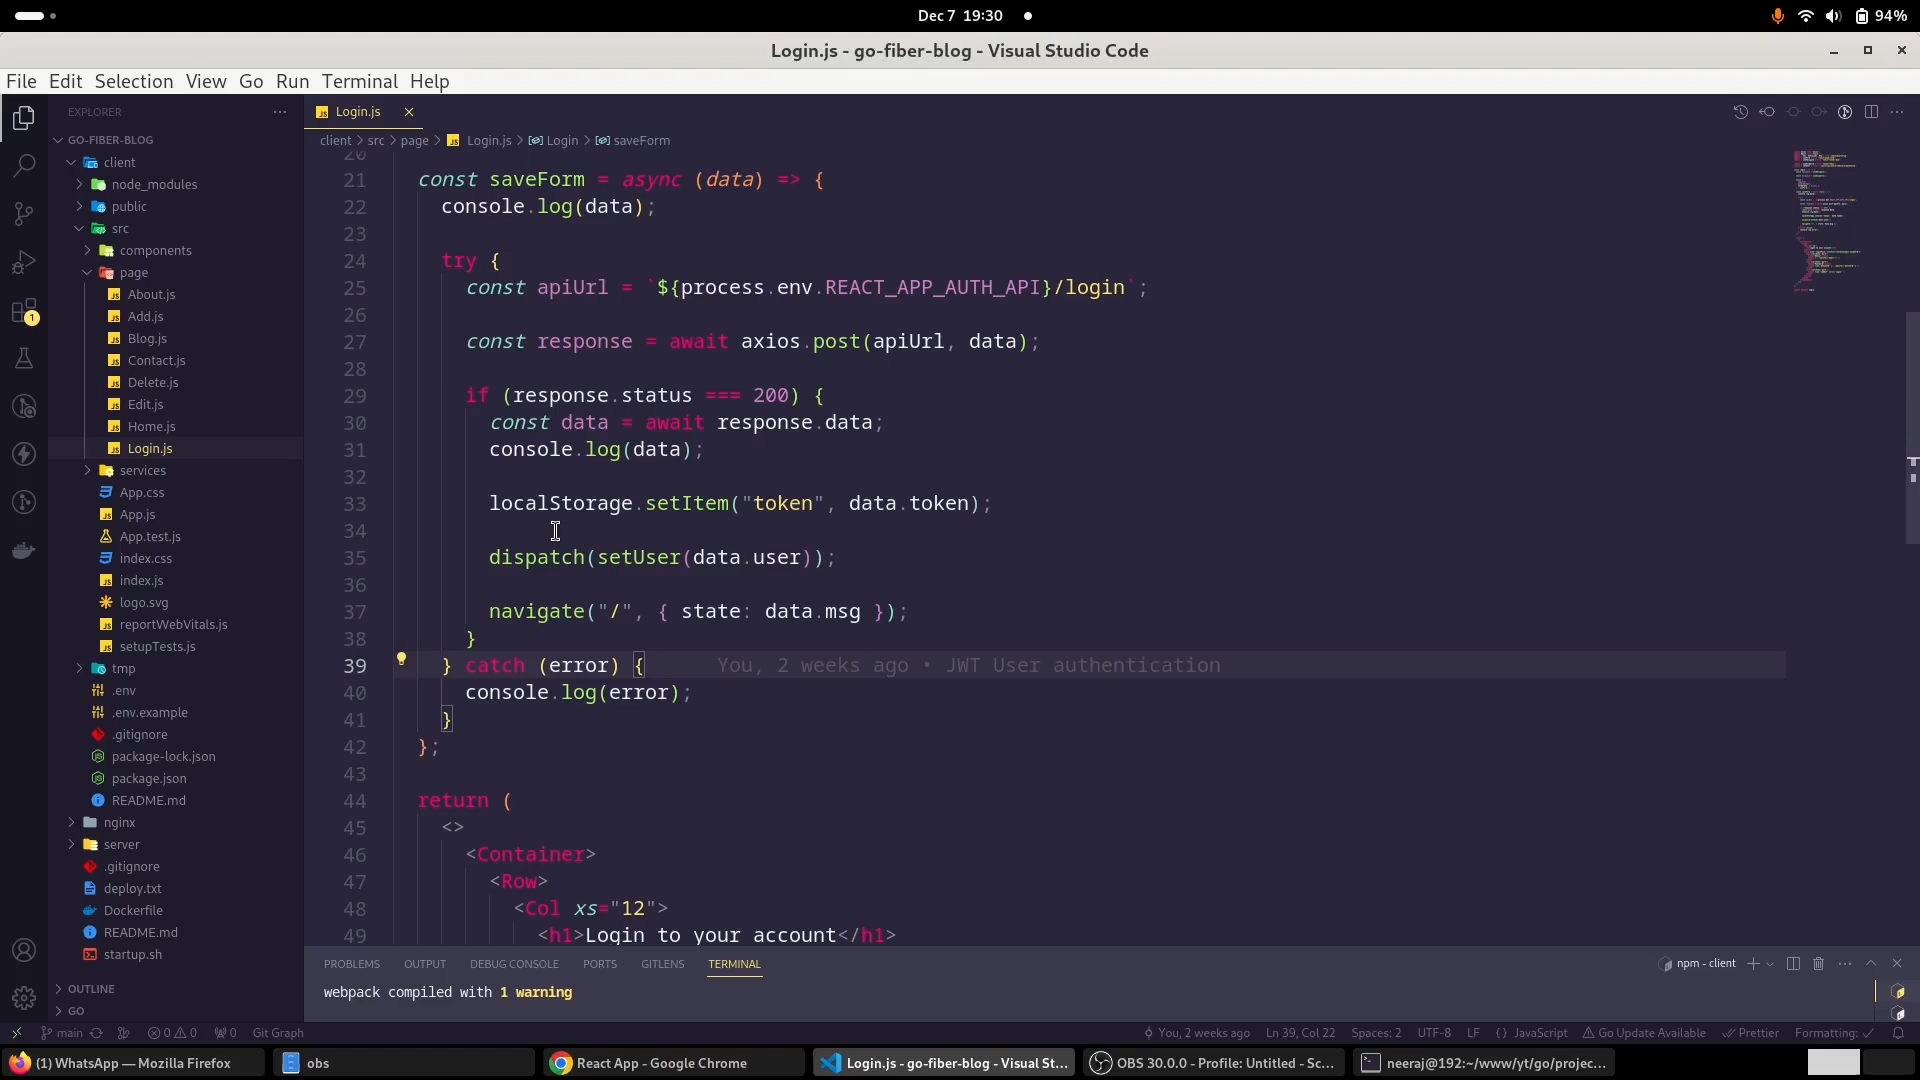 Dec 7 19:30
94%
Login.js - go-fiber-blog - Visual Studio Code
File Edit Selection View Go Run Terminal Help
EXPLORER
GO-FIBER-BLOG
client
node_modules
public
src
components
page
About.js
Add.js
Blog.js
Contact.js
Delete.js
Edit.js
Home.js
Login.js
services
App.css
App.js
App.test.js
index.css
index.js
logo.svg
reportWebVitals.js
setupTests.js
tmp
.env
.env.example
.gitignore
package-lock.json
package.json
README.md
nginx
server
.gitignore
deploy.txt
Dockerfile
README.md
startup.sh
OUTLINE
GO
1
Login.js
client > src > page > Login.js > Login > saveForm
20
21 const saveForm = async (data) => {
22 console.log(data);
23
24 try {
25 const apiUrl = `${process.env.REACT_APP_AUTH_API}/login`;
26
27 const response = await axios.post(apiUrl, data);
28
29 if (response.status === 200) {
30 const data = await response.data;
31 console.log(data);
32
33 localStorage.setItem("token", data.token);
34
35 dispatch(setUser(data.user));
36
37 navigate("/", { state: data.msg });
38 }
39 } catch (error) { You, 2 weeks ago • JWT User authentication
40 console.log(error);
41 }
42 };
43
44 return (
45 <>
46 <Container>
47 <Row>
48 <Col xs="12">
49 <h1>Login to your account</h1>
PROBLEMS OUTPUT DEBUG CONSOLE PORTS GITLENS TERMINAL
npm - client
webpack compiled with 1 warning
main 0 0 0 Git Graph
You, 2 weeks ago Ln 39, Col 22 Spaces: 2 UTF-8 LF { } JavaScript Go Update Available Prettier Formatting: ✓
(1) WhatsApp — Mozilla Firefox
obs
React App - Google Chrome
Login.js - go-fiber-blog - Visual St...
OBS 30.0.0 - Profile: Untitled - Sc...
neeraj@192:~/www/yt/go/projec...